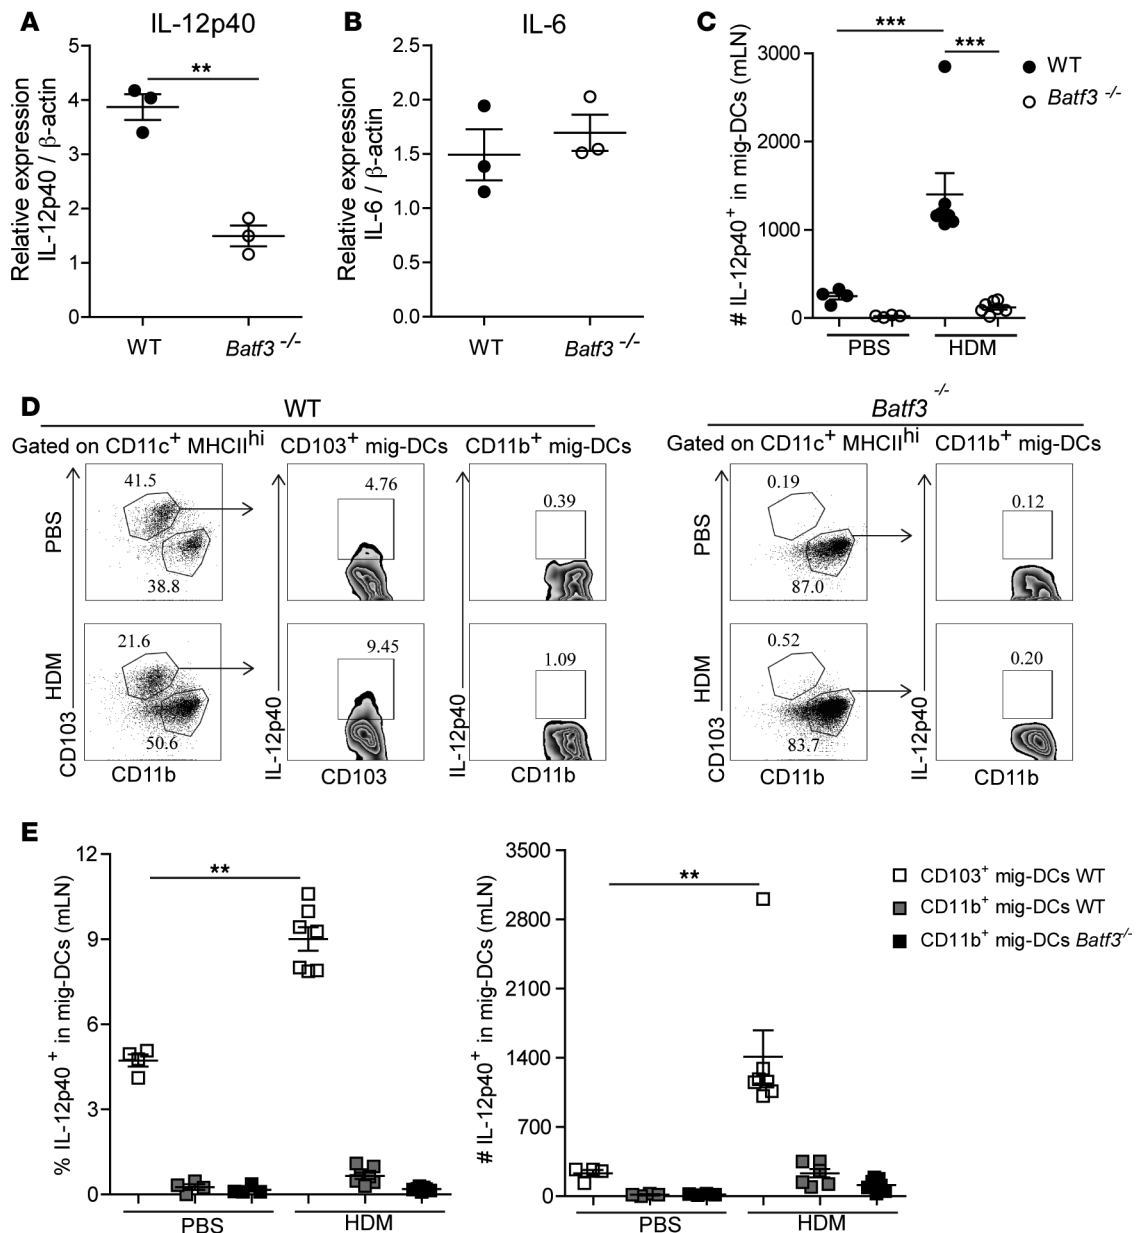 A
IL-12p40
Relative expression
IL-12p40 / β-actin
5
4
3
2
1
0
**
WT
Batf3 -/-
B
IL-6
Relative expression
IL-6 / β-actin
2.5
2.0
1.5
1.0
0.5
0.0
WT
Batf3 -/-
C
# IL-12p40+ in mig-DCs (mLN)
3000
2000
1000
0
***
***
WT
Batf3 -/-
PBS
HDM
D
WT
Batf3 -/-
Gated on CD11c+ MHCIIhi
CD103+ mig-DCs
CD11b+ mig-DCs
Gated on CD11c+ MHCIIhi
CD11b+ mig-DCs
PBS
41.5
38.8
4.76
0.39
PBS
0.19
87.0
0.12
HDM
21.6
50.6
9.45
1.09
HDM
0.52
83.7
0.20
CD103
CD11b
IL-12p40
CD103
IL-12p40
CD11b
CD103
CD11b
IL-12p40
CD11b
E
% IL-12p40 + in mig-DCs (mLN)
12
9
6
3
0
**
PBS
HDM
# IL-12p40+ in mig-DCs (mLN)
3500
2800
2100
1400
700
0
**
PBS
HDM
CD103+ mig-DCs WT
CD11b+ mig-DCs WT
CD11b+ mig-DCs Batf3-/-